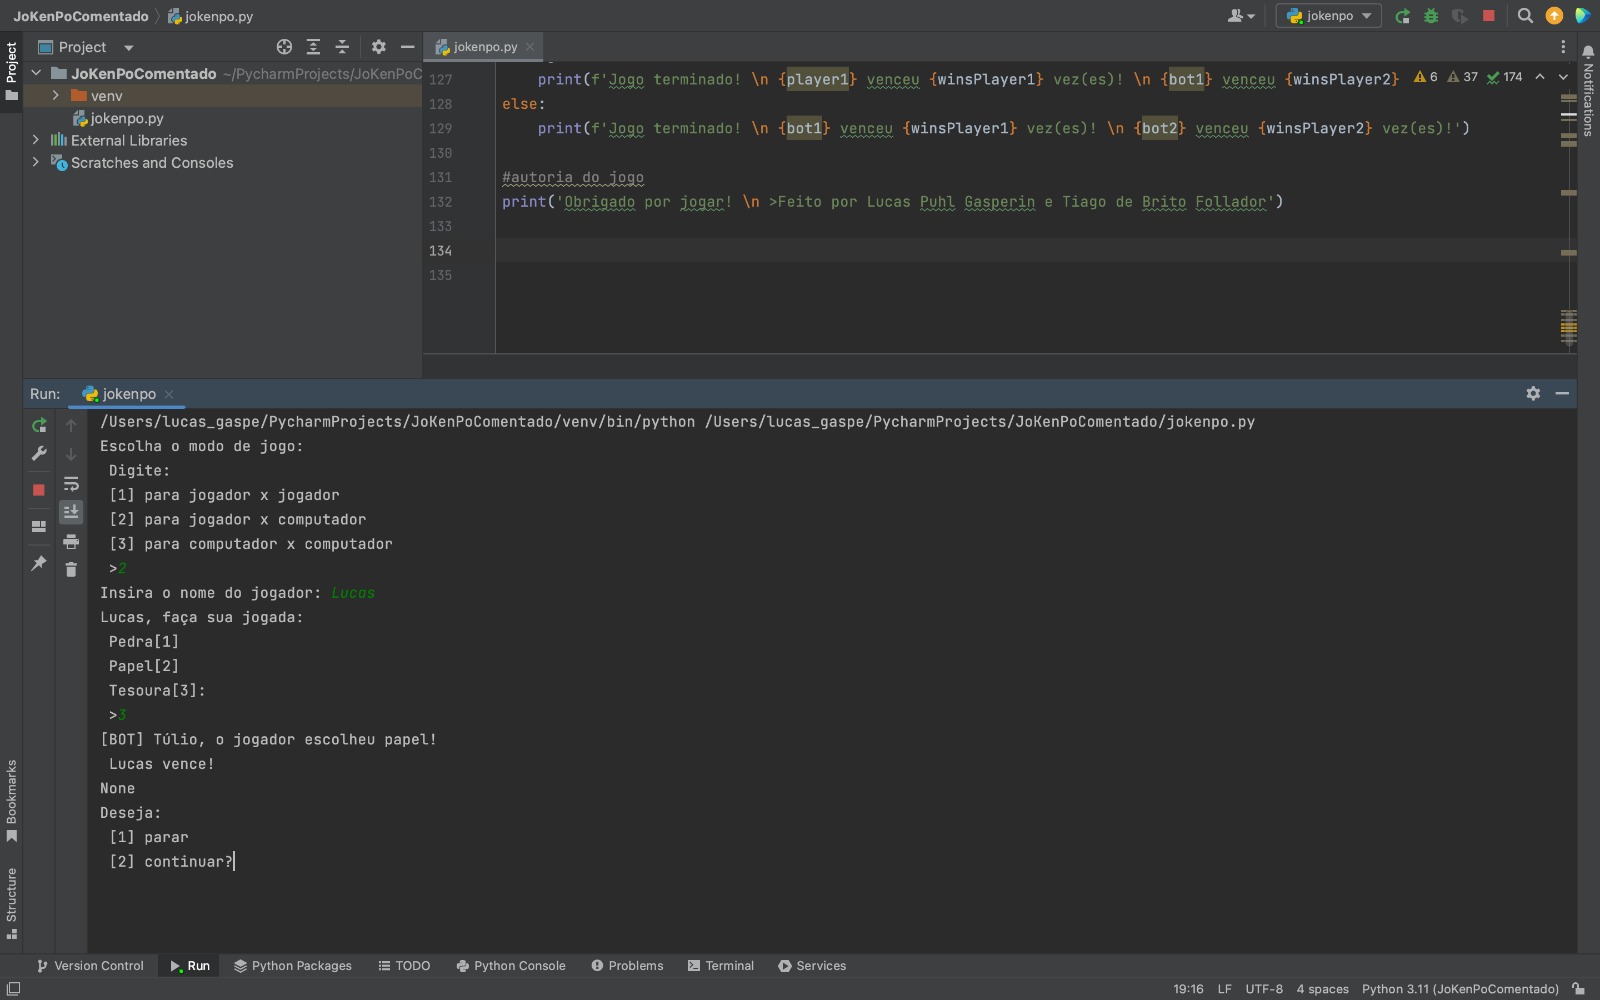 JoKenPoComentado
jokenpo.py
jokenpo
Project
Project
JoKenPoComentado ~/PycharmProjects/JoKenPoC
venv
jokenpo.py
External Libraries
Scratches and Consoles
jokenpo.py
6 37 174
127 print(f'Jogo terminado! \n {player1} venceu {winsPlayer1} vez(es)! \n {bot1} venceu {winsPlayer2}
128 else:
129 print(f'Jogo terminado! \n {bot1} venceu {winsPlayer1} vez(es)! \n {bot2} venceu {winsPlayer2} vez(es)!')
130
131 #autoria do jogo
132 print('Obrigado por jogar! \n >Feito por Lucas Puhl Gasperin e Tiago de Brito Follador')
133
134
135
Notifications
Run: jokenpo
/Users/lucas_gaspe/PycharmProjects/JoKenPoComentado/venv/bin/python /Users/lucas_gaspe/PycharmProjects/JoKenPoComentado/jokenpo.py
Escolha o modo de jogo:
Digite:
[1] para jogador x jogador
[2] para jogador x computador
[3] para computador x computador
>2
Insira o nome do jogador: Lucas
Lucas, faça sua jogada:
Pedra[1]
Papel[2]
Tesoura[3]:
>3
[BOT] Túlio, o jogador escolheu papel!
Lucas vence!
None
Deseja:
[1] parar
[2] continuar?
Bookmarks
Structure
Version Control Run Python Packages TODO Python Console Problems Terminal Services
19:16 LF UTF-8 4 spaces Python 3.11 (JoKenPoComentado)